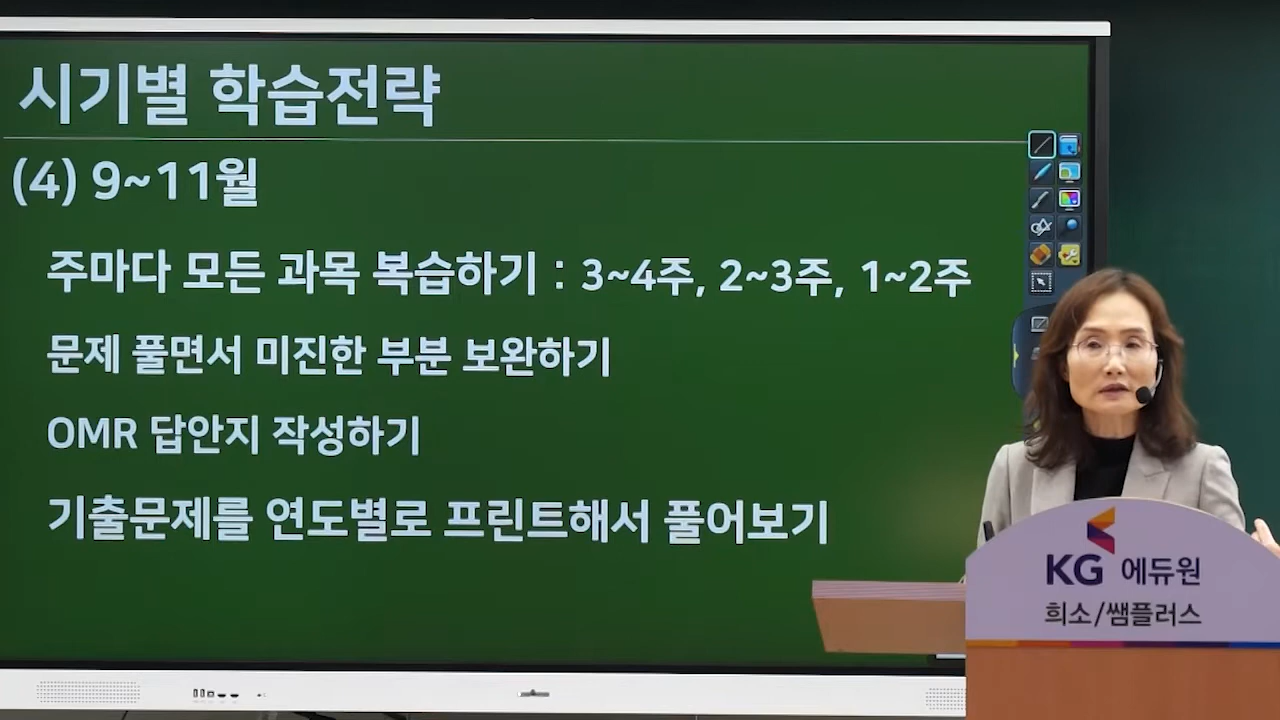 시기별 학습전략
(4) 9~11월
주마다 모든 과목 복습하기 : 3~4주, 2~3주, 1~2주
문제 풀면서 미진한 부분 보완하기
OMR 답안지 작성하기
기출문제를 연도별로 프린트해서 풀어보기
KG 에듀원
희소/쌤플러스